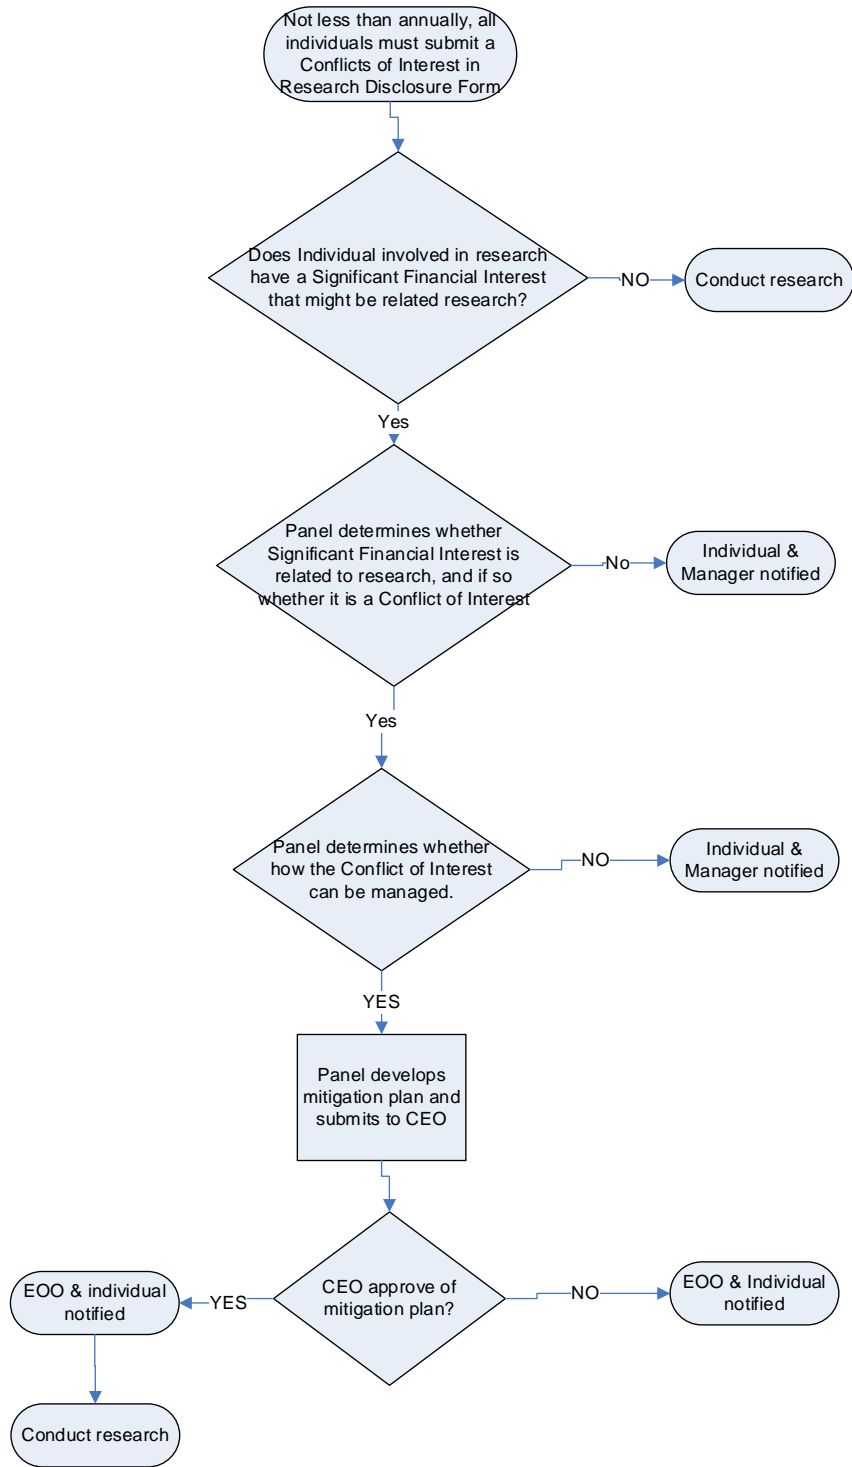 Not less than annually, all
individuals must submit a
Conflicts of Interest in
Research Disclosure Form
Does Individual involved in research
have a Significant Financial Interest
that might be related research?
NO
Conduct research
Yes
Panel determines whether
Significant Financial Interest is
related to research, and if so
whether it is a Conflict of Interest
No
Individual &
Manager notified
Yes
Panel determines whether
how the Conflict of Interest
can be managed.
NO
Individual &
Manager notified
YES
Panel develops
mitigation plan and
submits to CEO
CEO approve of
mitigation plan?
YES
EOO & individual
notified
NO
EOO & Individual
notified
Conduct research